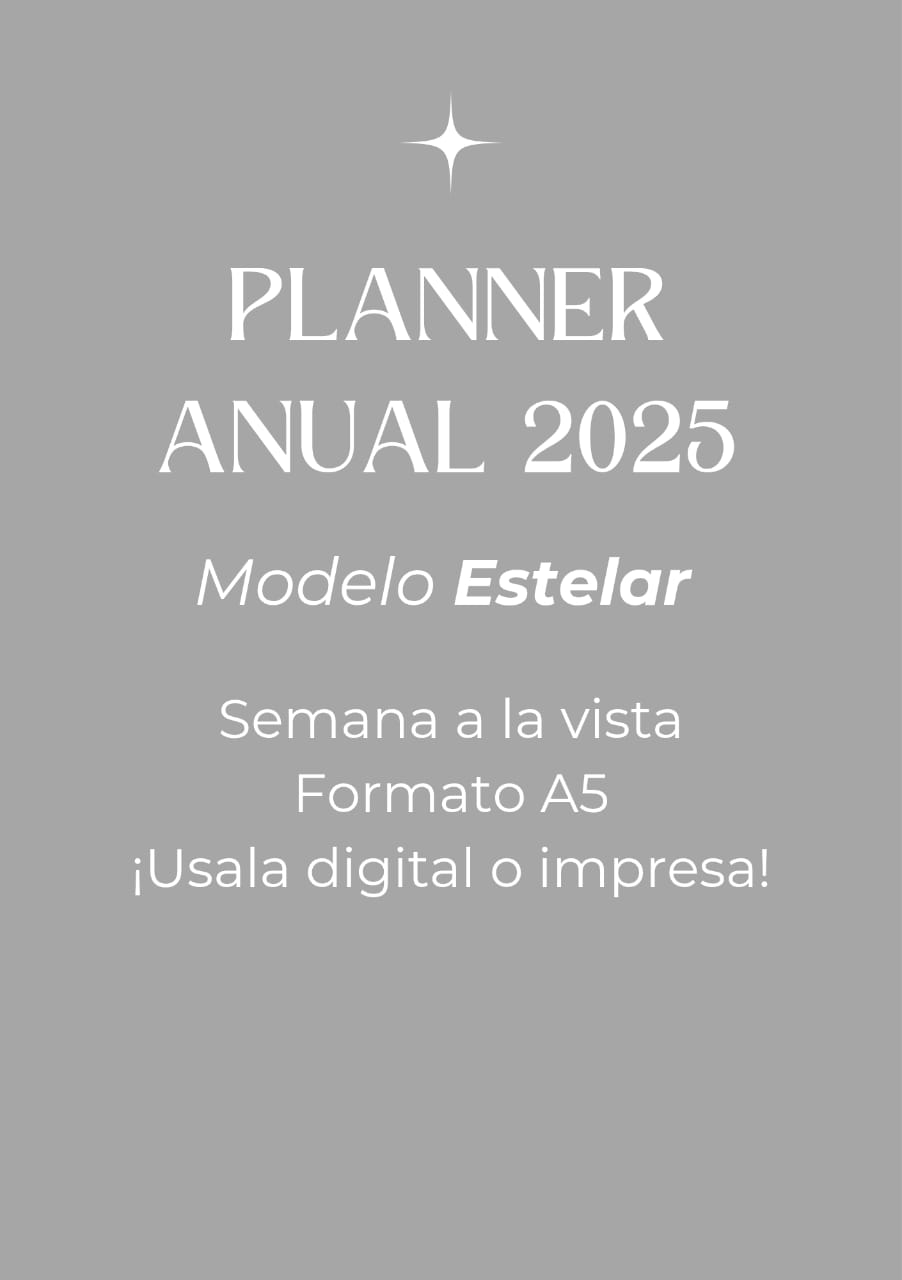 PLANNER
ANUAL 2025
Modelo Estelar
Semana a la vista
Formato A5
¡Usala digital o impresa!